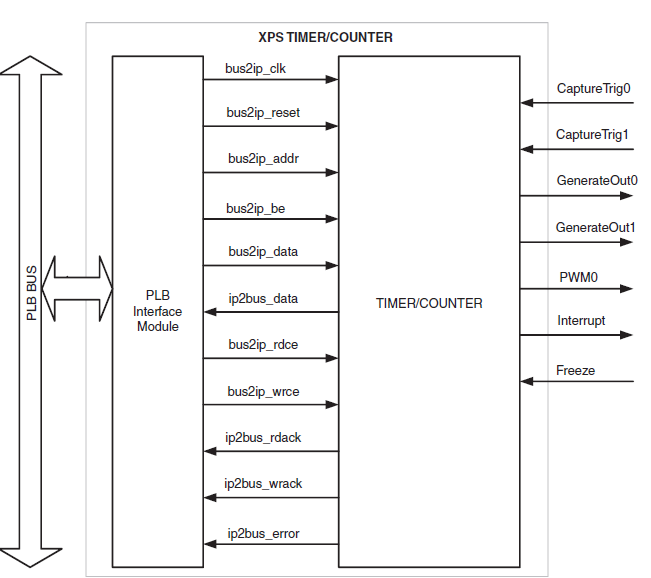 XPS TIMER/COUNTER
bus2ip_clk
bus2ip_reset
bus2ip_addr
bus2ip_be
bus2ip_data
ip2bus_data
bus2ip_rdce
bus2ip_wrce
ip2bus_rdack
ip2bus_wrack
ip2bus_error
PLB BUS
PLB
Interface
Module
TIMER/COUNTER
CaptureTrig0
CaptureTrig1
GenerateOut0
GenerateOut1
PWM0
Interrupt
Freeze